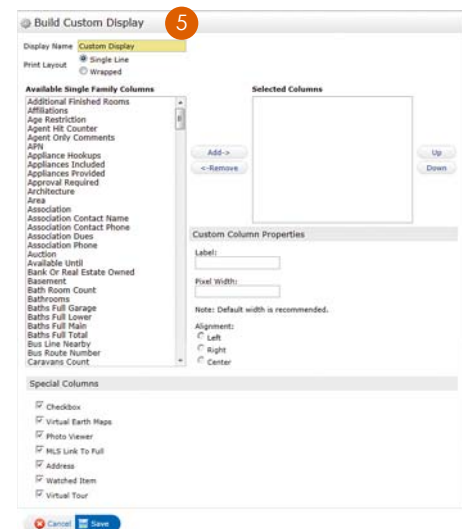 Build Custom Display
5
Display Name Custom Display
Print Layout Single Line
Wrapped
Available Single Family Columns
Additional Finished Rooms
Affiliations
Age Restriction
Agent Hit Counter
Agent Only Comments
APN
Appliance Hookups
Appliances Included
Appliances Provided
Approval Required
Architecture
Area
Association
Association Contact Name
Association Contact Phone
Association Dues
Association Phone
Auction
Available Until
Bank Or Real Estate Owned
Basement
Bath Room Count
Bathrooms
Baths Full Garage
Baths Full Lower
Baths Full Main
Baths Full Total
Bus Line Nearby
Bus Route Number
Caravans Count
Add->
<-Remove
Selected Columns
Up
Down
Custom Column Properties
Label:
Pixel Width:
Note: Default width is recommended.
Alignment:
Left
Right
Center
Special Columns
Checkbox
Virtual Earth Maps
Photo Viewer
MLS Link To Full
Address
Watched Item
Virtual Tour
Cancel Save